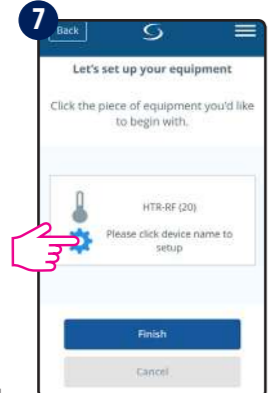 7
Back
Let's set up your equipment
Click the piece of equipment you'd like
to begin with.
HTR-RF (20)
Please click device name to
setup
Finish
Cancel